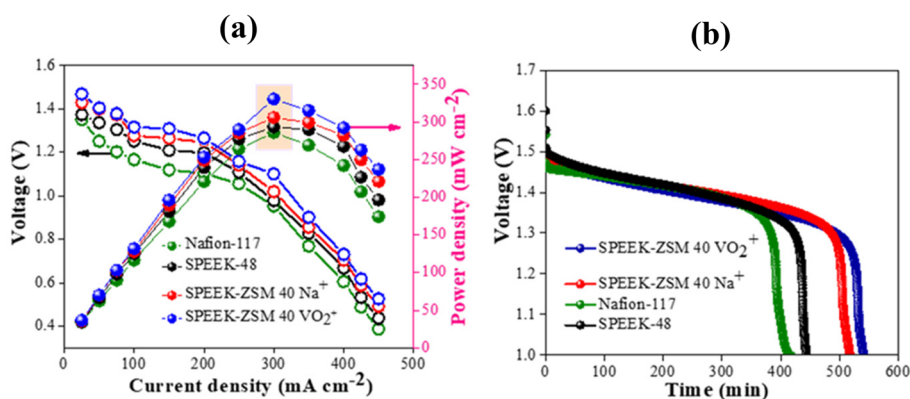 (a)
(b)
1.6
1.4
1.2
1.0
0.8
0.6
0.4
Voltage (V)
350
300
250
200
150
100
50
0
Power density (mW cm⁻²)
Nafion-117
SPEEK-48
SPEEK-ZSM 40 Na⁺
SPEEK-ZSM 40 VO₂⁺
0 100 200 300 400 500
Current density (mA cm⁻²)
1.7
1.6
1.5
1.4
1.3
1.2
1.1
1.0
Voltage (V)
SPEEK-ZSM 40 VO₂⁺
SPEEK-ZSM 40 Na⁺
Nafion-117
SPEEK-48
0 100 200 300 400 500 600
Time (min)